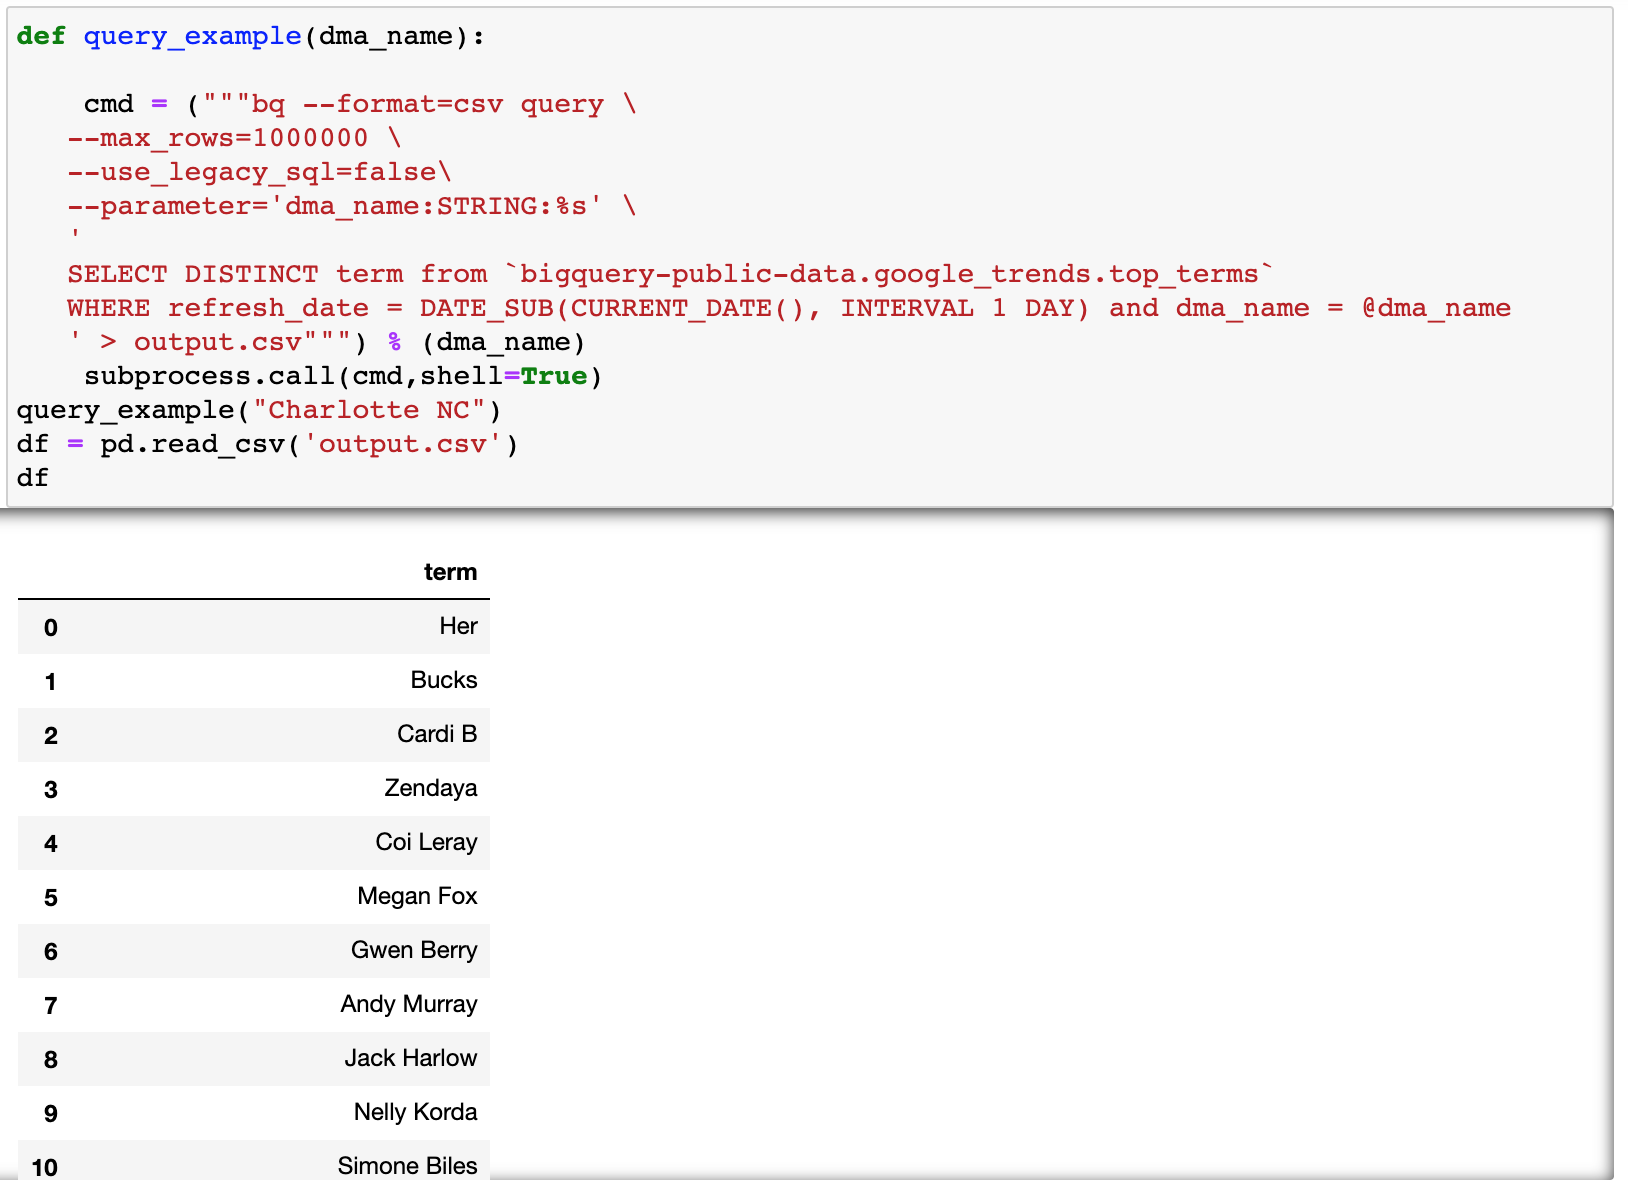 def query_example(dma_name):
cmd = ("""bq --format=csv query \
--max_rows=1000000 \
--use_legacy_sql=false\
--parameter='dma_name:STRING:%s' \
'
SELECT DISTINCT term from `bigquery-public-data.google_trends.top_terms`
WHERE refresh_date = DATE_SUB(CURRENT_DATE(), INTERVAL 1 DAY) and dma_name = @dma_name
' > output.csv""") % (dma_name)
subprocess.call(cmd,shell=True)
query_example("Charlotte NC")
df = pd.read_csv('output.csv')
df
term
0 Her
1 Bucks
2 Cardi B
3 Zendaya
4 Coi Leray
5 Megan Fox
6 Gwen Berry
7 Andy Murray
8 Jack Harlow
9 Nelly Korda
10 Simone Biles